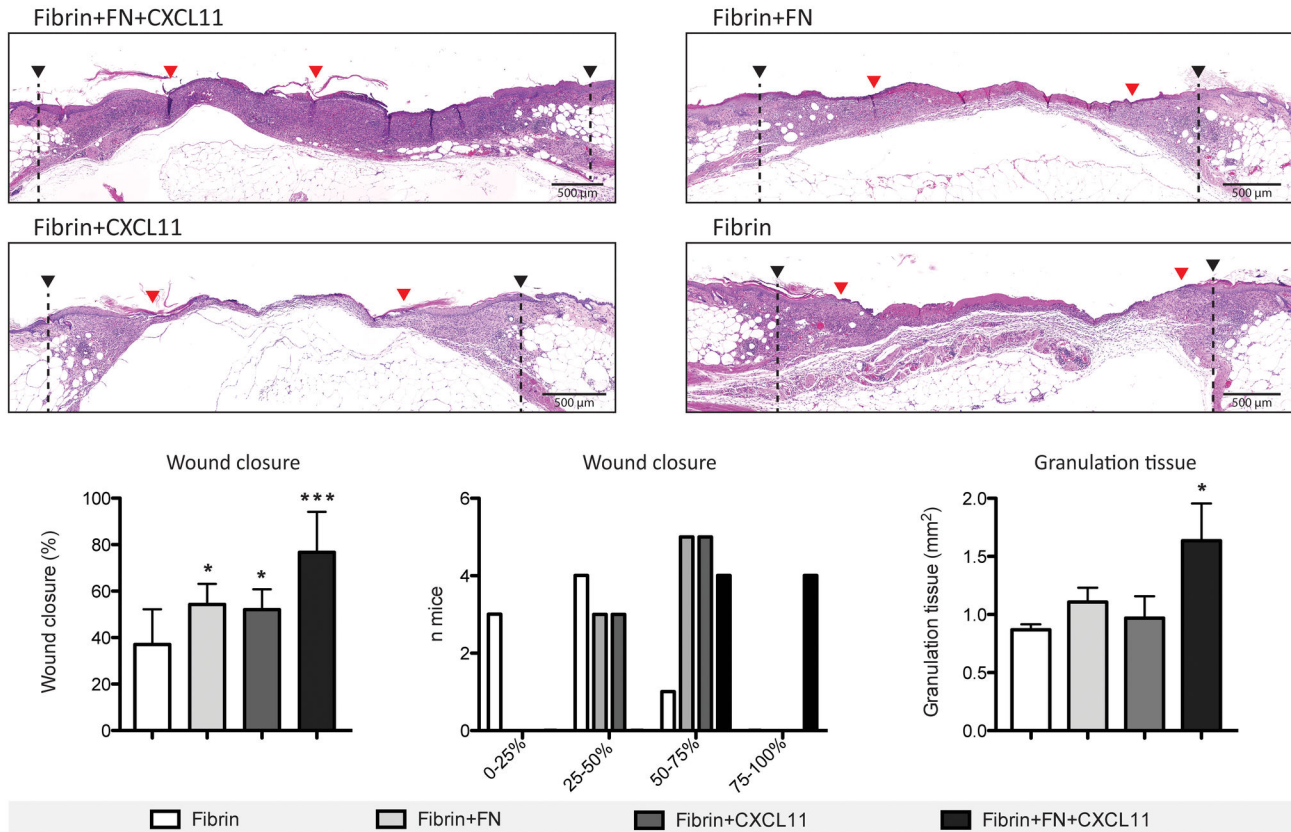 Fibrin+FN+CXCL11
Fibrin+FN
500 µm
500 µm
Fibrin+CXCL11
Fibrin
500 µm
500 µm
Wound closure
Wound closure (%)
100
80
60
40
20
0
*
*
***
Wound closure
n mice
6
4
2
0
0-25%
25-50%
50-75%
75-100%
Granulation tissue
Granulation tissue (mm²)
2.0
1.5
1.0
0.5
0.0
*
Fibrin
Fibrin+FN
Fibrin+CXCL11
Fibrin+FN+CXCL11